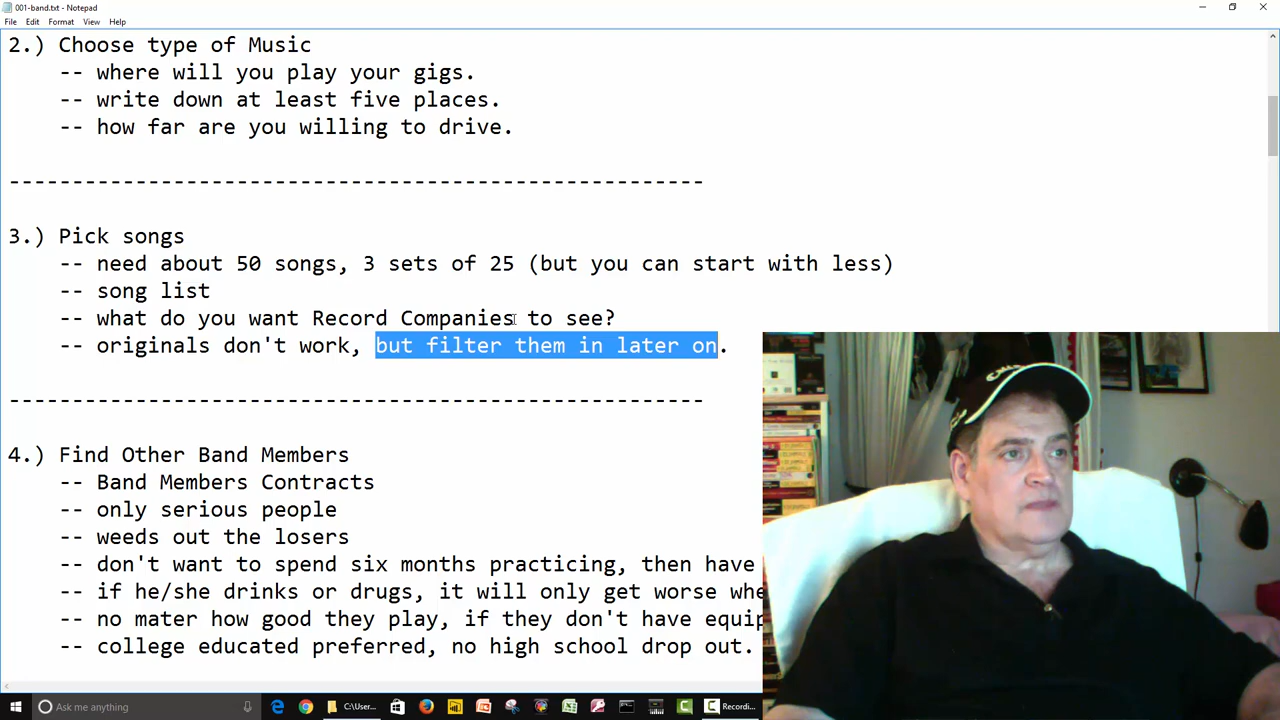 001-band.txt - Notepad
File Edit Format View Help
2.) Choose type of Music
-- where will you play your gigs.
-- write down at least five places.
-- how far are you willing to drive.
-------------------------------------------------------
3.) Pick songs
-- need about 50 songs, 3 sets of 25 (but you can start with less)
-- song list
-- what do you want Record Companies to see?
-- originals don't work, but filter them in later on.
-------------------------------------------------------
4.) Find Other Band Members
-- Band Members Contracts
-- only serious people
-- weeds out the losers
-- don't want to spend six months practicing, then have
-- if he/she drinks or drugs, it will only get worse
-- no mater how good they play, if they don't have
-- college educated preferred, no high school drop out.
Ask me anything
C:\User...
Recordi...